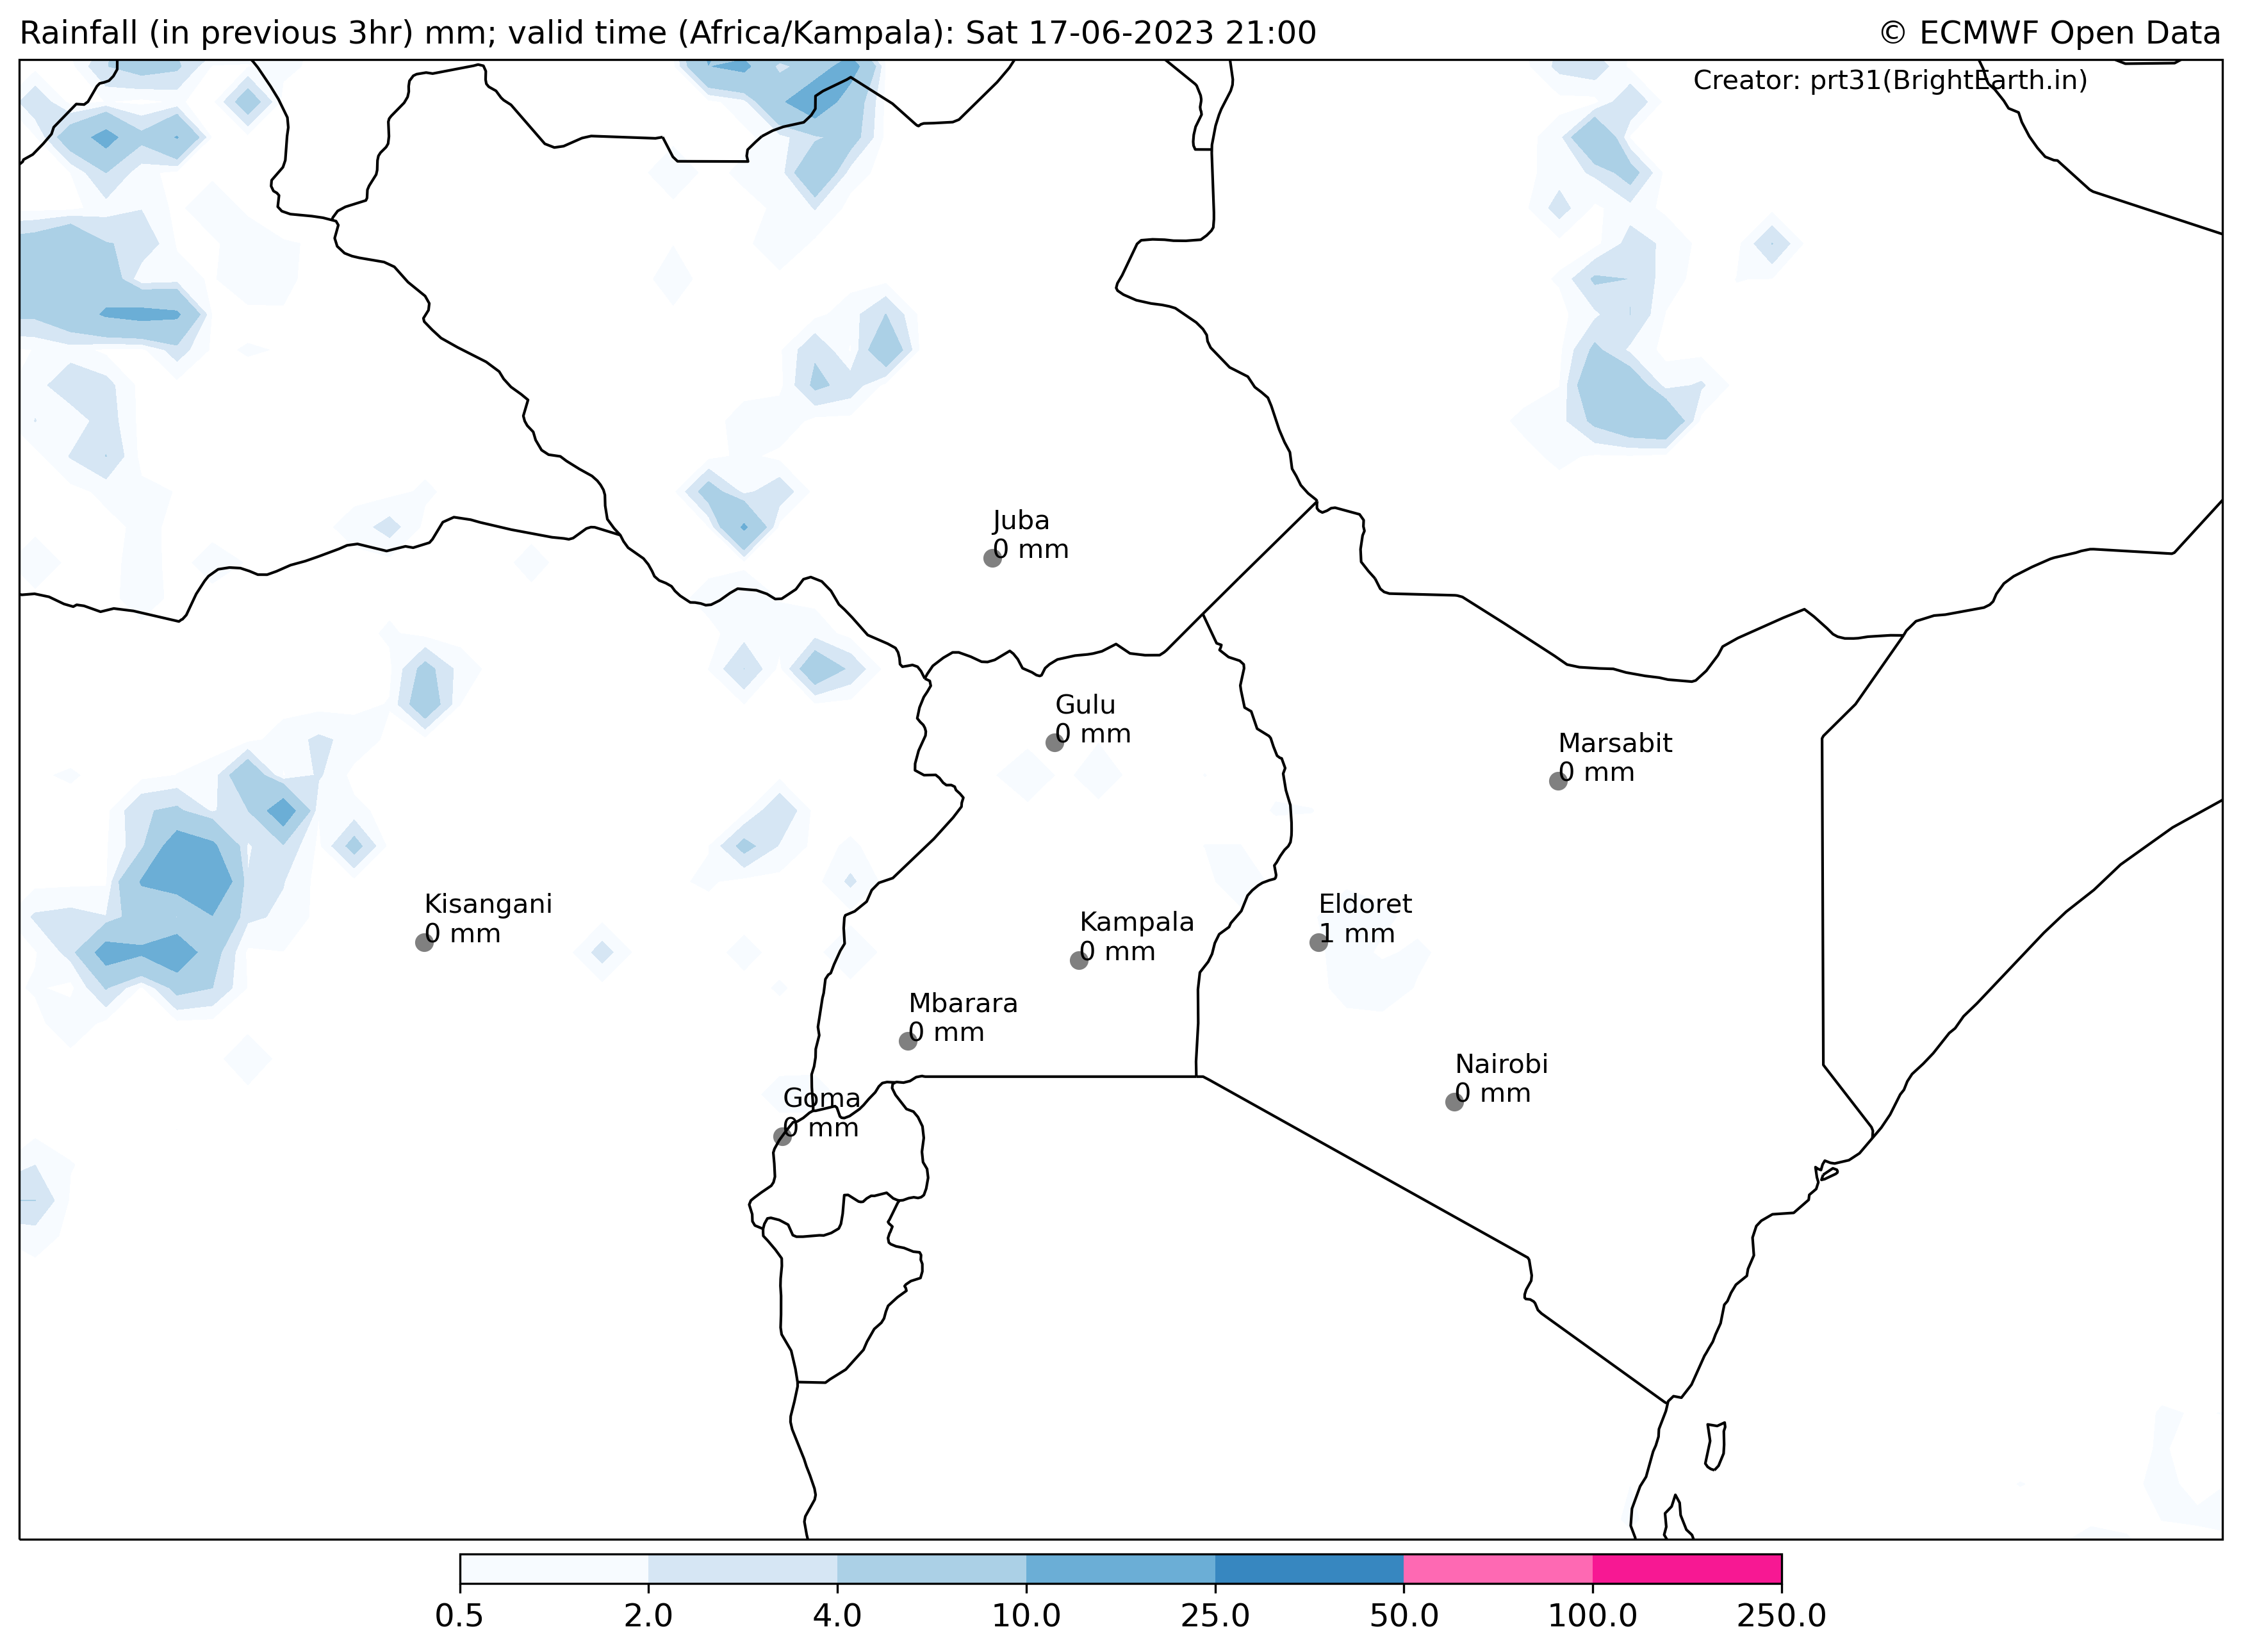 Rainfall (in previous 3hr) mm; valid time (Africa/Kampala): Sat 17-06-2023 21:00
© ECMWF Open Data
Creator: prt31(BrightEarth.in)
Juba
0 mm
Gulu
0 mm
Marsabit
0 mm
Kisangani
0 mm
Eldoret
1 mm
Kampala
0 mm
Mbarara
0 mm
Nairobi
0 mm
Goma
0 mm
0.5 2.0 4.0 10.0 25.0 50.0 100.0 250.0